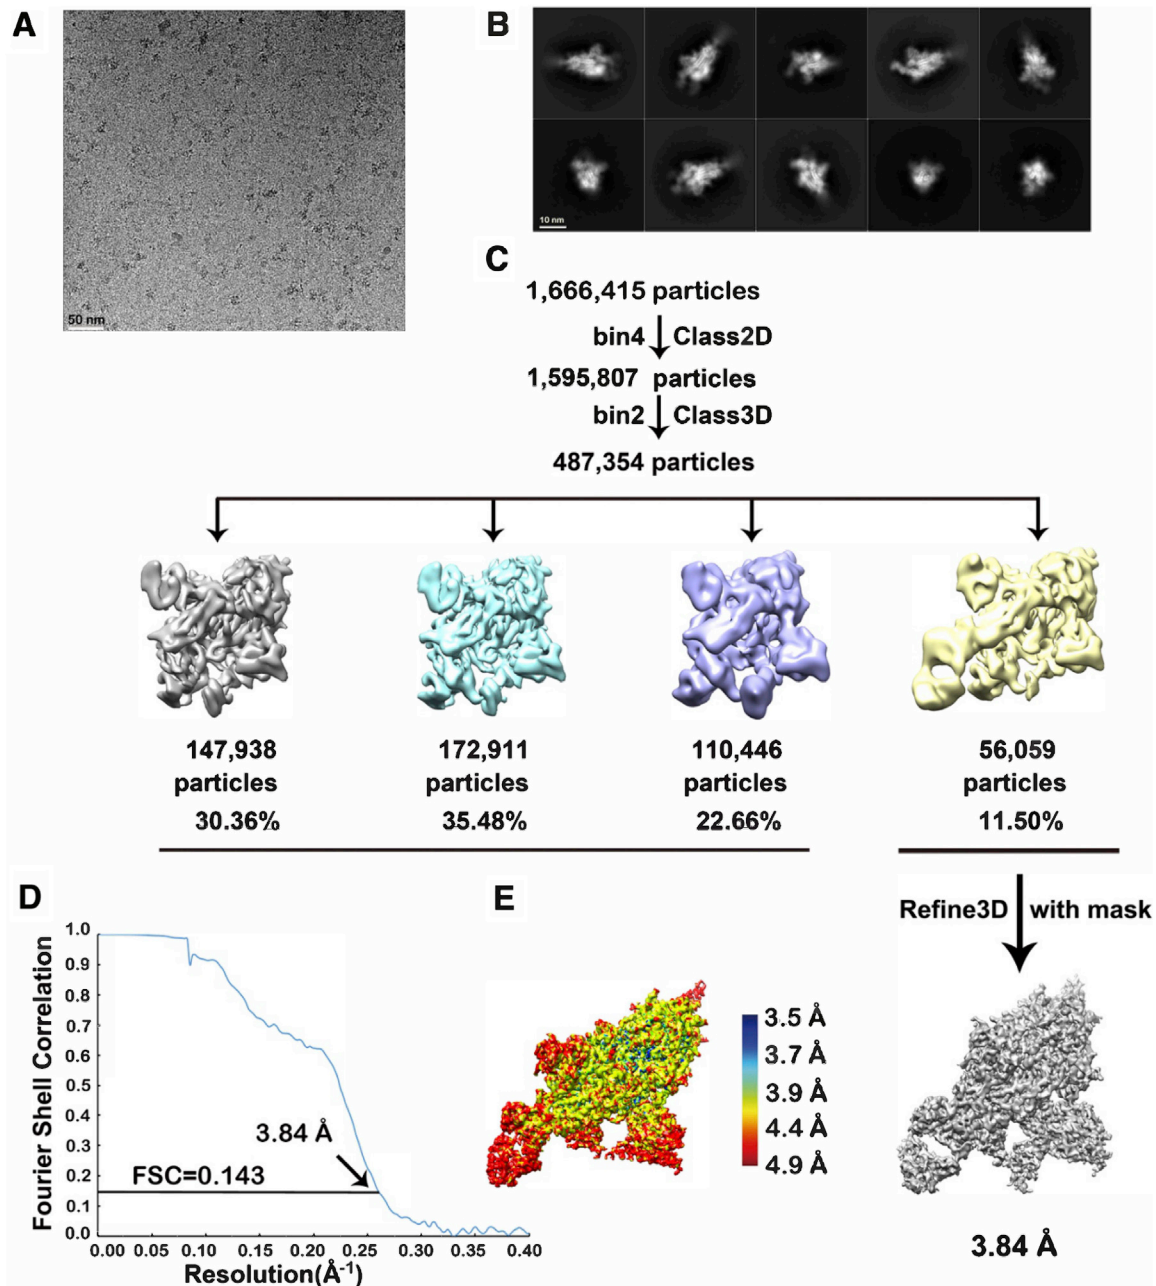 A
50 nm
B
10 nm
C
1,666,415 particles
bin4 Class2D
1,595,807 particles
bin2 Class3D
487,354 particles
147,938
particles
30.36%
172,911
particles
35.48%
110,446
particles
22.66%
56,059
particles
11.50%
Refine3D with mask
3.84 Å
D
Fourier Shell Correlation
1.0
0.9
0.8
0.7
0.6
0.5
0.4
0.3
0.2
0.1
0.0
3.84 Å
FSC=0.143
0.00 0.05 0.10 0.15 0.20 0.25 0.30 0.35 0.40
Resolution(Å-1)
E
3.5 Å
3.7 Å
3.9 Å
4.4 Å
4.9 Å